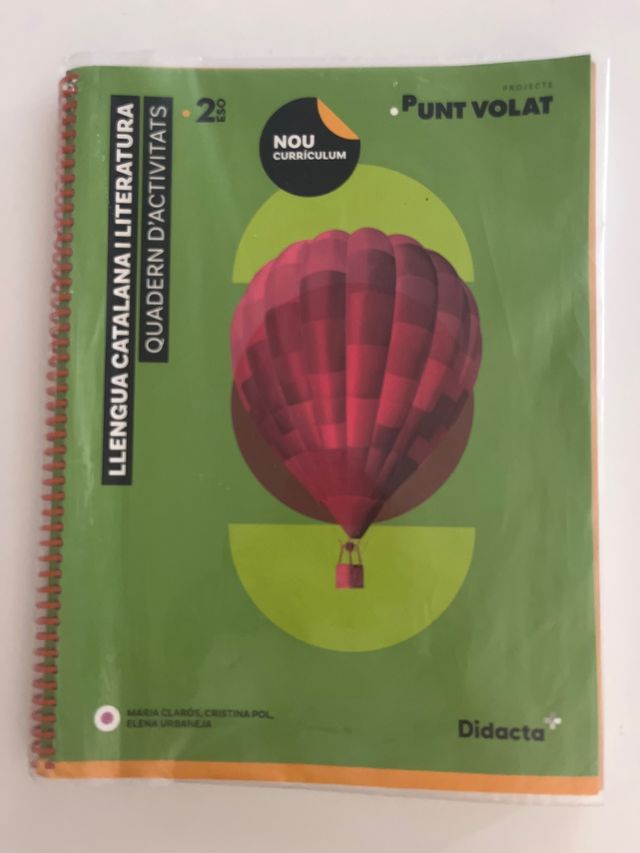 LLENGUA CATALANA I LITERATURA
QUADERN D'ACTIVITATS
2 ESO
NOU
CURRÍCULUM
PROJECTE
PUNT VOLAT
MARIA CLARÓS, CRISTINA POL,
ELENA URBANEJA
Didacta+